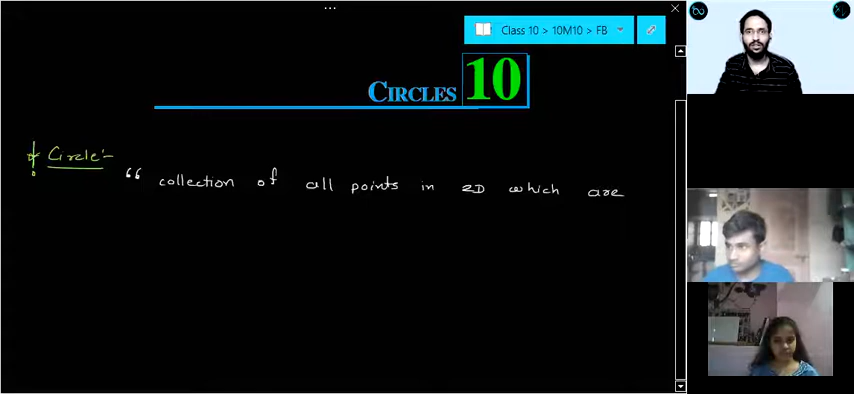 Class 10 > 10M10 > FB
CIRCLES 10
Circle:-
“ collection of all points in 2D which are